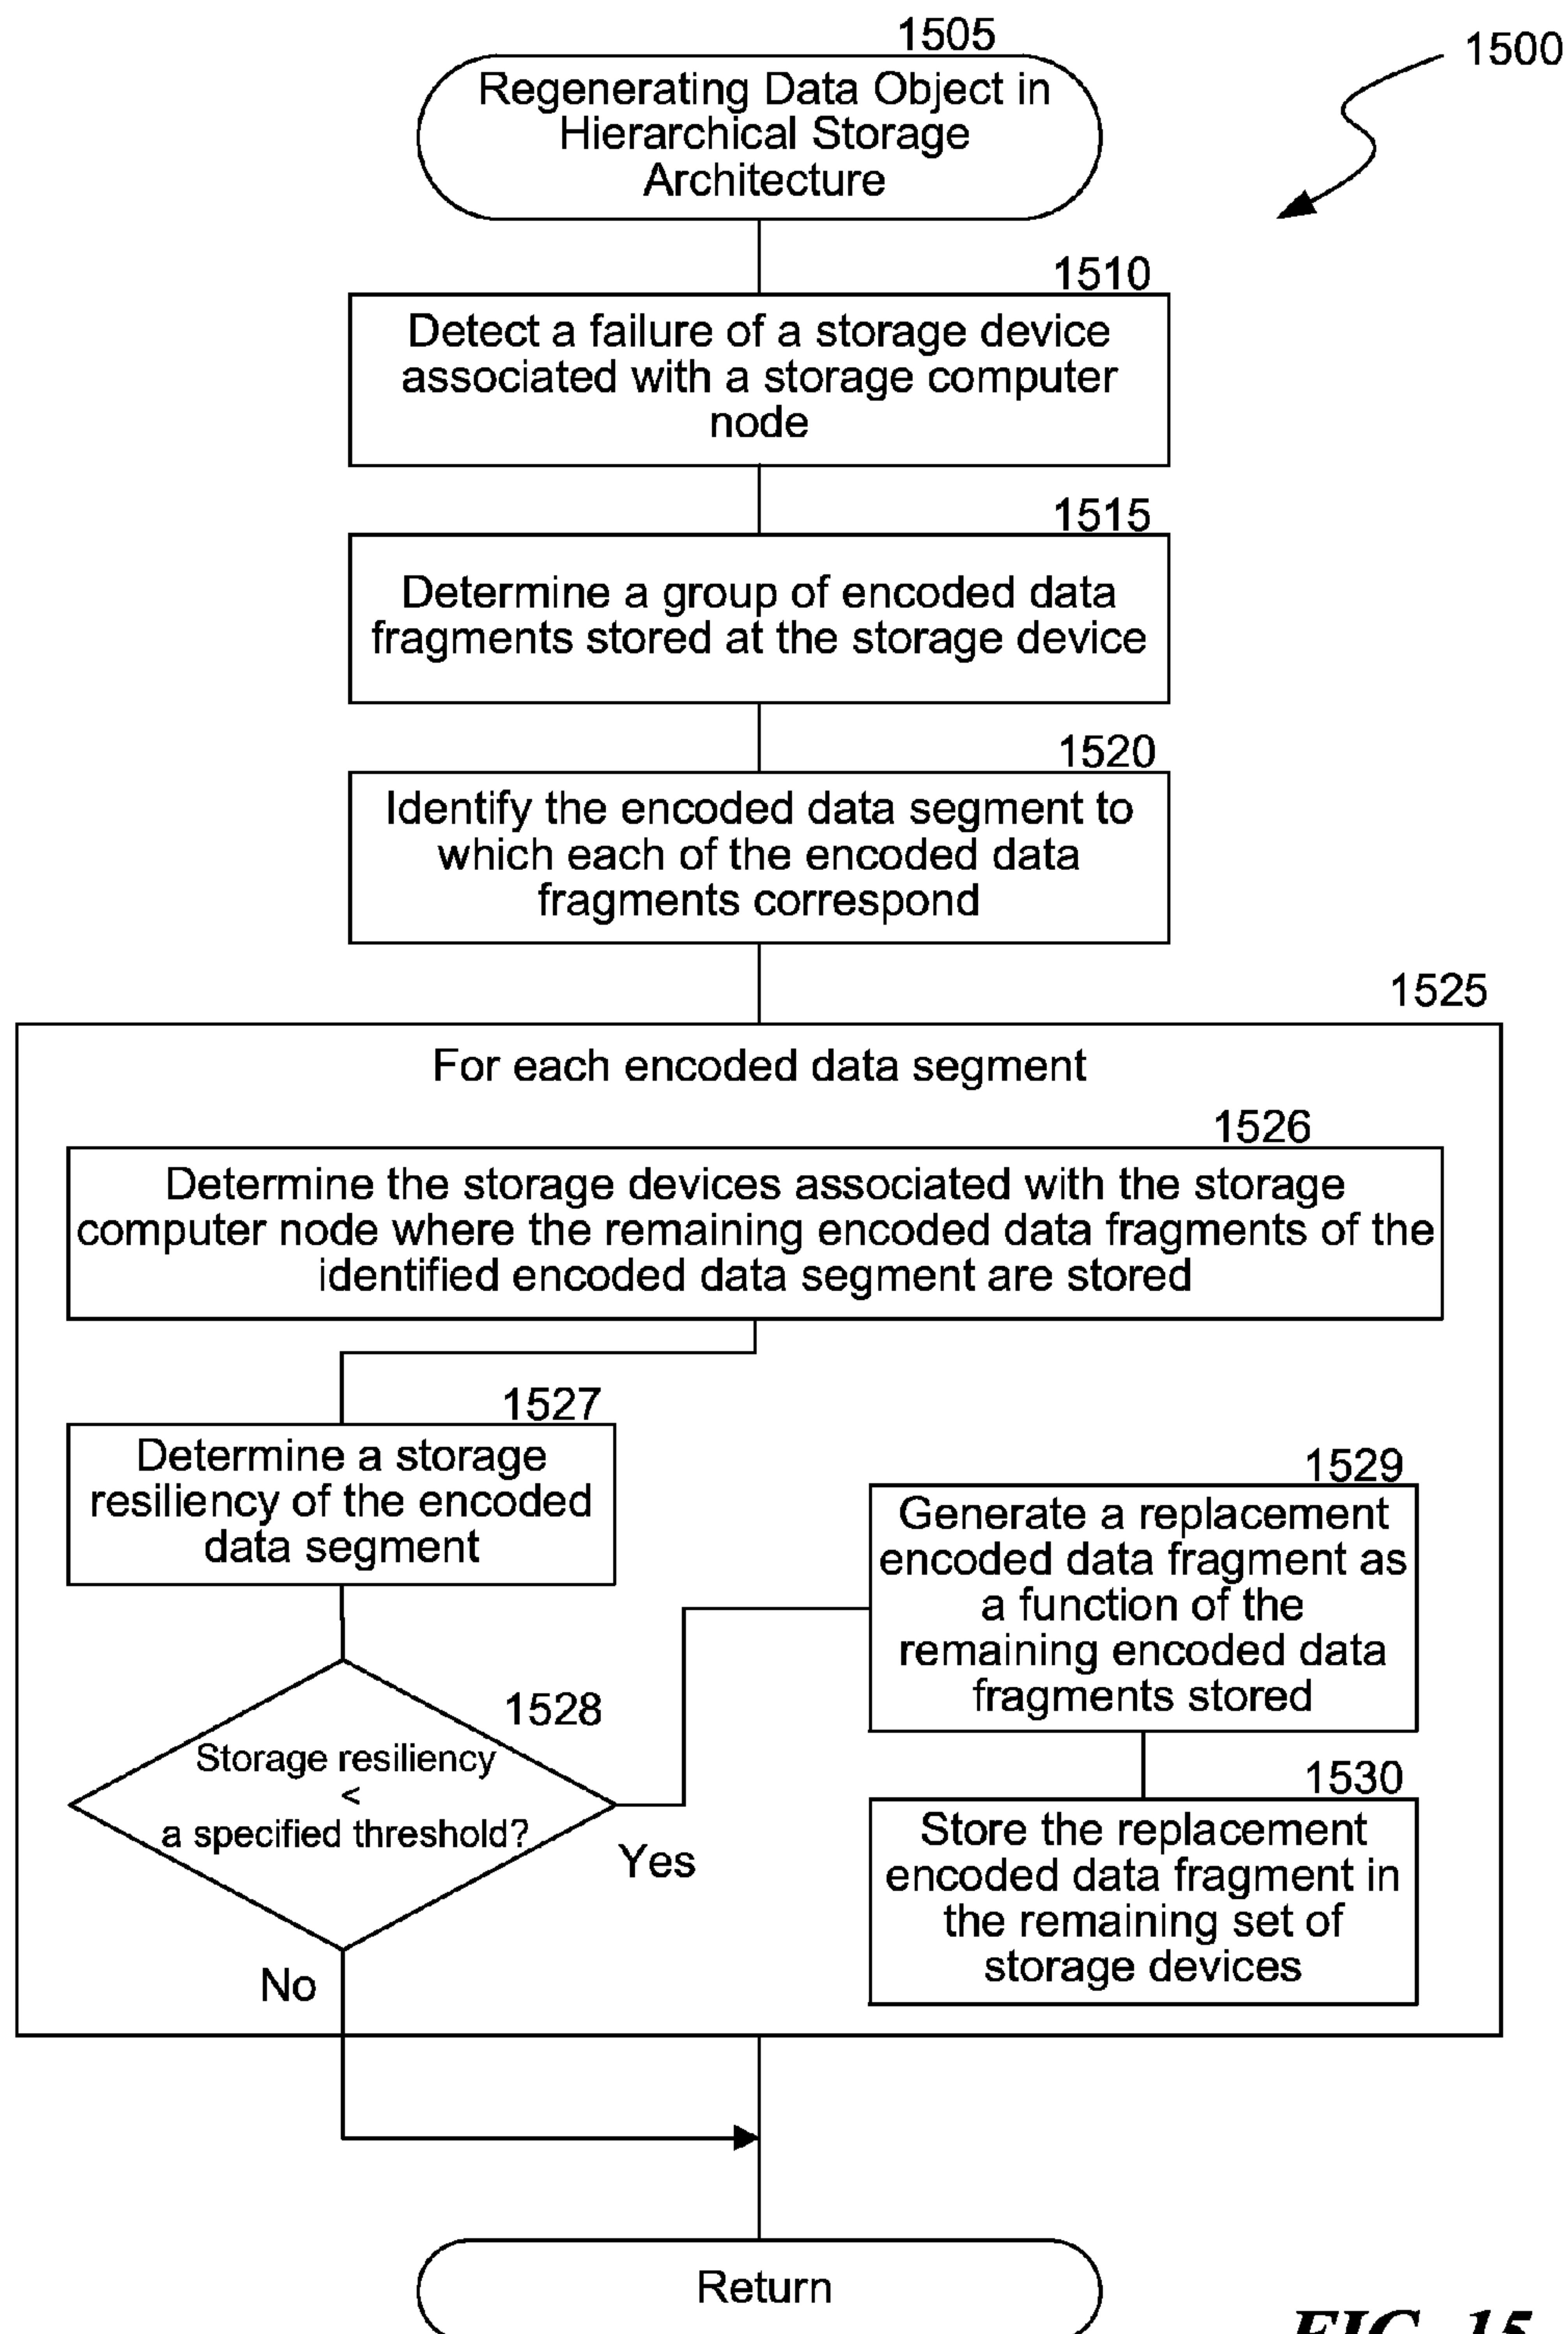 1505
1500
Regenerating Data Object in
Hierarchical Storage
Architecture
1510
Detect a failure of a storage device
associated with a storage computer
node
1515
Determine a group of encoded data
fragments stored at the storage device
1520
Identify the encoded data segment to
which each of the encoded data
fragments correspond
1525
For each encoded data segment
1526
Determine the storage devices associated with the storage
computer node where the remaining encoded data fragments of the
identified encoded data segment are stored
1527
Determine a storage
resiliency of the encoded
data segment
1528
Storage resiliency
<
a specified threshold?
Yes
No
1529
Generate a replacement
encoded data fragment as
a function of the
remaining encoded data
fragments stored
1530
Store the replacement
encoded data fragment in
the remaining set of
storage devices
Return
FIG. 15